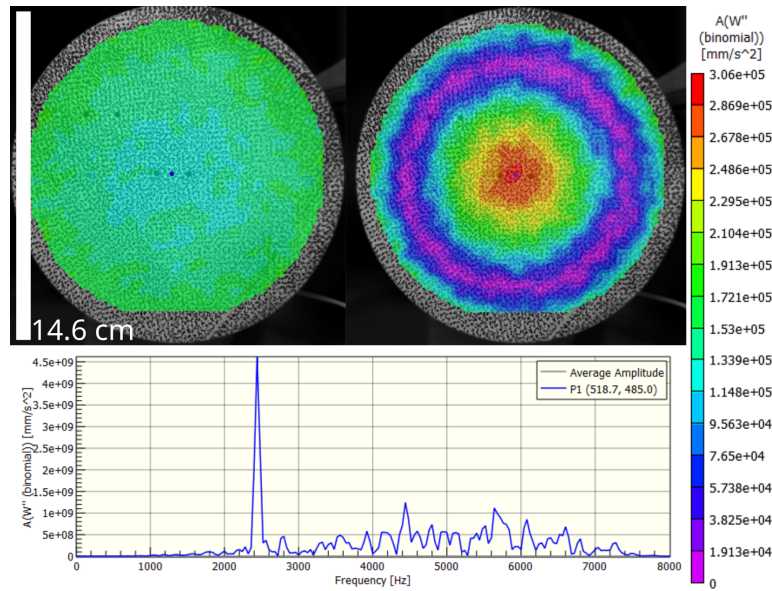 A(W''
(binomial))
[mm/s^2]
3.06e+05
2.869e+05
2.678e+05
2.486e+05
2.295e+05
2.104e+05
1.913e+05
1.721e+05
1.53e+05
1.339e+05
1.148e+05
9.563e+04
7.65e+04
5.738e+04
3.825e+04
1.913e+04
0
14.6 cm
A(W'' (binomial)) [mm/s^2]
4.5e+09
4e+09
3.5e+09
3e+09
2.5e+09
2e+09
1.5e+09
1e+09
5e+08
0
Average Amplitude
P1 (518.7, 485.0)
0 1000 2000 3000 4000 5000 6000 7000 8000
Frequency [Hz]